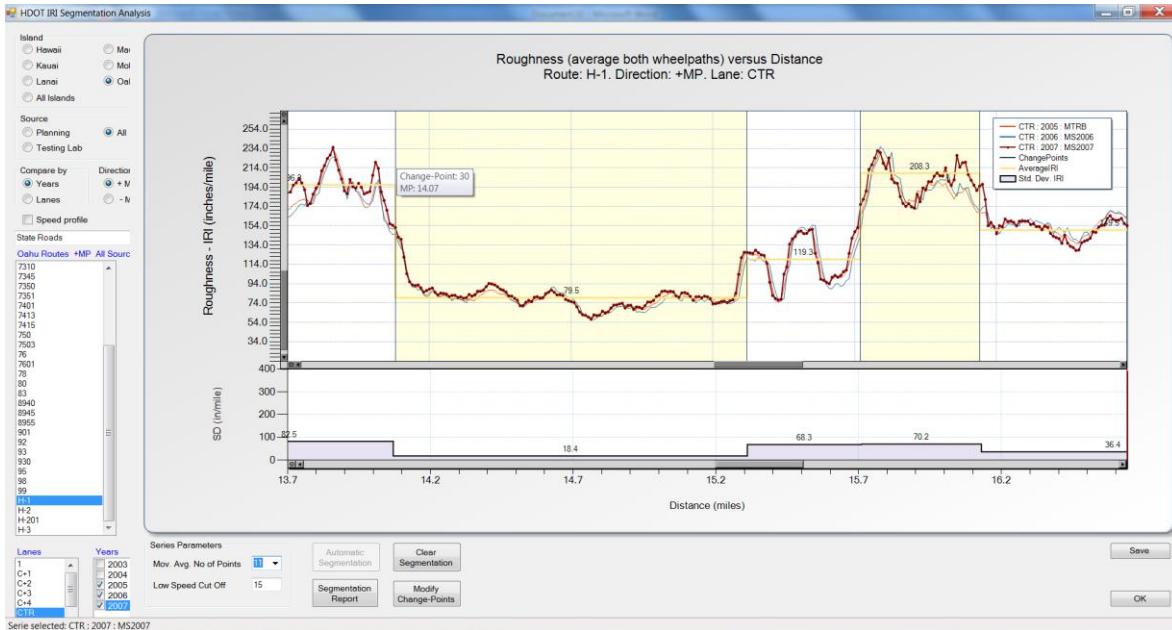 HDOT IRI Segmentation Analysis
Island
Hawaii
Kauai
Mol
Lanai
Oal
All Islands
Source
Planning
All
Testing Lab
Compare by
Direction
Years
Lanes
Speed profile
State Roads
Oahu Routes +MP All Sourc
7310
7345
7350
7351
7401
7413
7415
750
7503
76
7601
78
80
83
8940
8945
8955
901
92
93
930
95
98
99
H-1
H-2
H-201
H-3
Lanes
1
C+1
C+2
C+3
C+4
CTR
Years
2003
2004
2005
2006
2007
Roughness (average both wheelpaths) versus Distance
Route: H-1. Direction: +MP. Lane: CTR
Roughness - IRI (inches/mile)
254.0
234.0
214.0
194.0
174.0
154.0
134.0
114.0
94.0
74.0
54.0
34.0
Change-Point: 30
MP: 14.07
79.5
119.3
208.3
CTR : 2005 : MTRB
CTR : 2006 : MS2006
CTR : 2007 : MS2007
ChangePoints
AverageIRI
Std. Dev. IRI
SD (in/mile)
400
300
200
100
0
82.5
18.4
68.3
70.2
36.4
13.7
14.2
14.7
15.2
15.7
16.2
Distance (miles)
Series Parameters
Mov. Avg. No of Points
11
Low Speed Cut Off
15
Automatic
Segmentation
Clear
Segmentation
Segmentation
Report
Modify
Change-Points
Save
OK
Serie selected: CTR : 2007 : MS2007